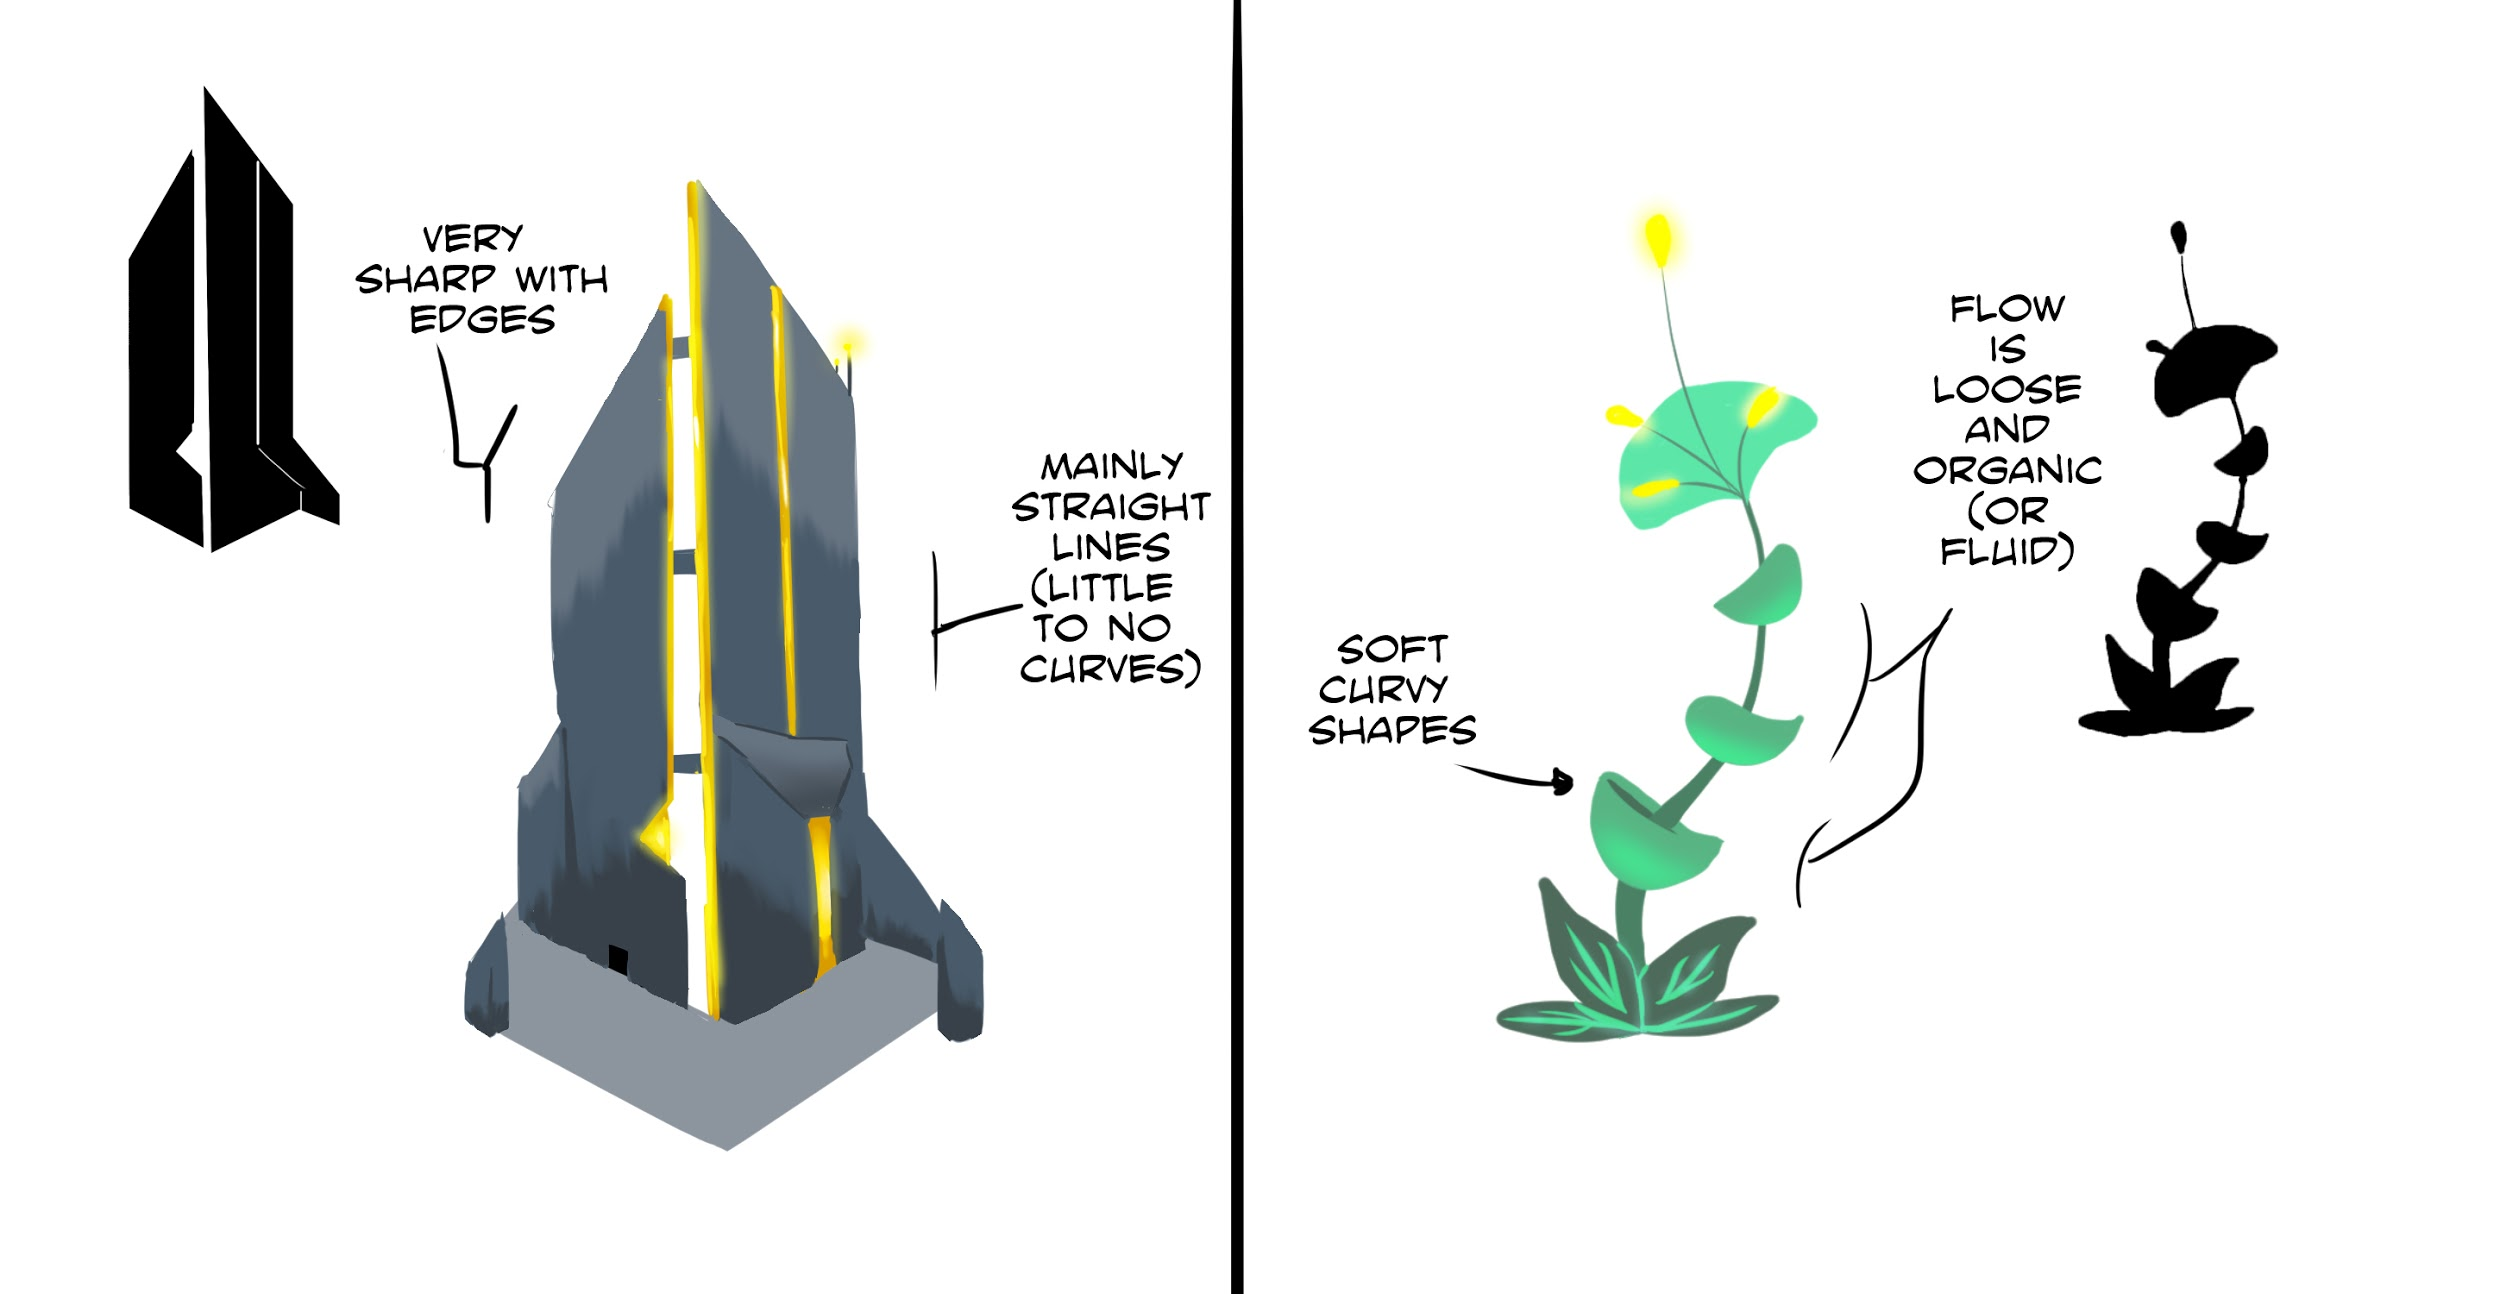 VERY
SHARP WITH
EDGES
MAINLY
STRAIGHT
LINES
(LITTLE
TO NO
CURVES)
SOFT
CURVY
SHAPES
FLOW
IS
LOOSE
AND
ORGANIC
(OR
FLUID)